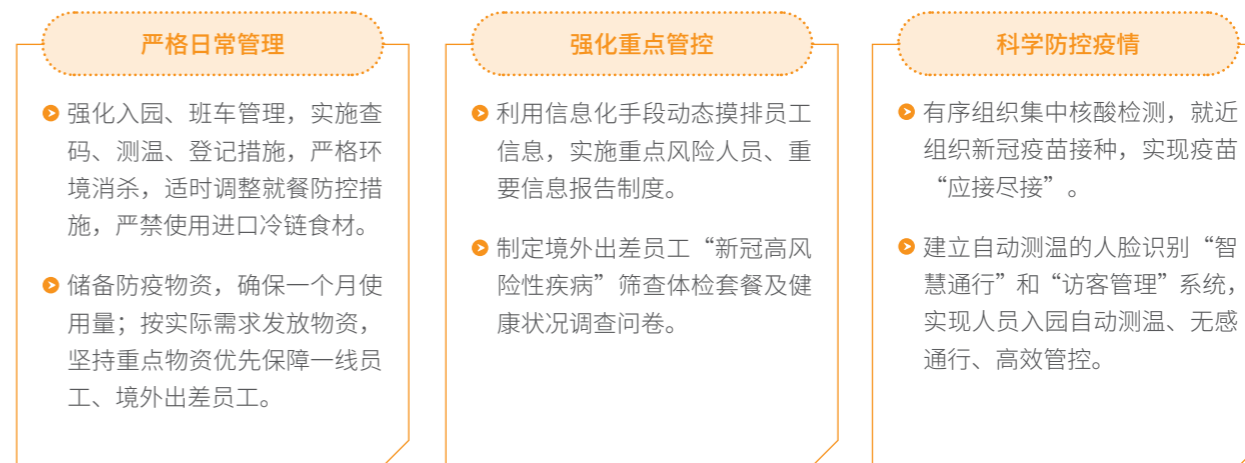 严格日常管理
强化入园、班车管理，实施查
码、测温、登记措施，严格环
境消杀，适时调整就餐防控措
施，严禁使用进口冷链食材。
储备防疫物资，确保一个月使
用量；按实际需求发放物资，
坚持重点物资优先保障一线员
工、境外出差员工。
强化重点管控
利用信息化手段动态摸排员工
信息，实施重点风险人员、重
要信息报告制度。
制定境外出差员工“新冠高风
险性疾病”筛查体检套餐及健
康状况调查问卷。
科学防控疫情
有序组织集中核酸检测，就近
组织新冠疫苗接种，实现疫苗
“应接尽接”。
建立自动测温的人脸识别“智
慧通行”和“访客管理”系统，
实现人员入园自动测温、无感
通行、高效管控。